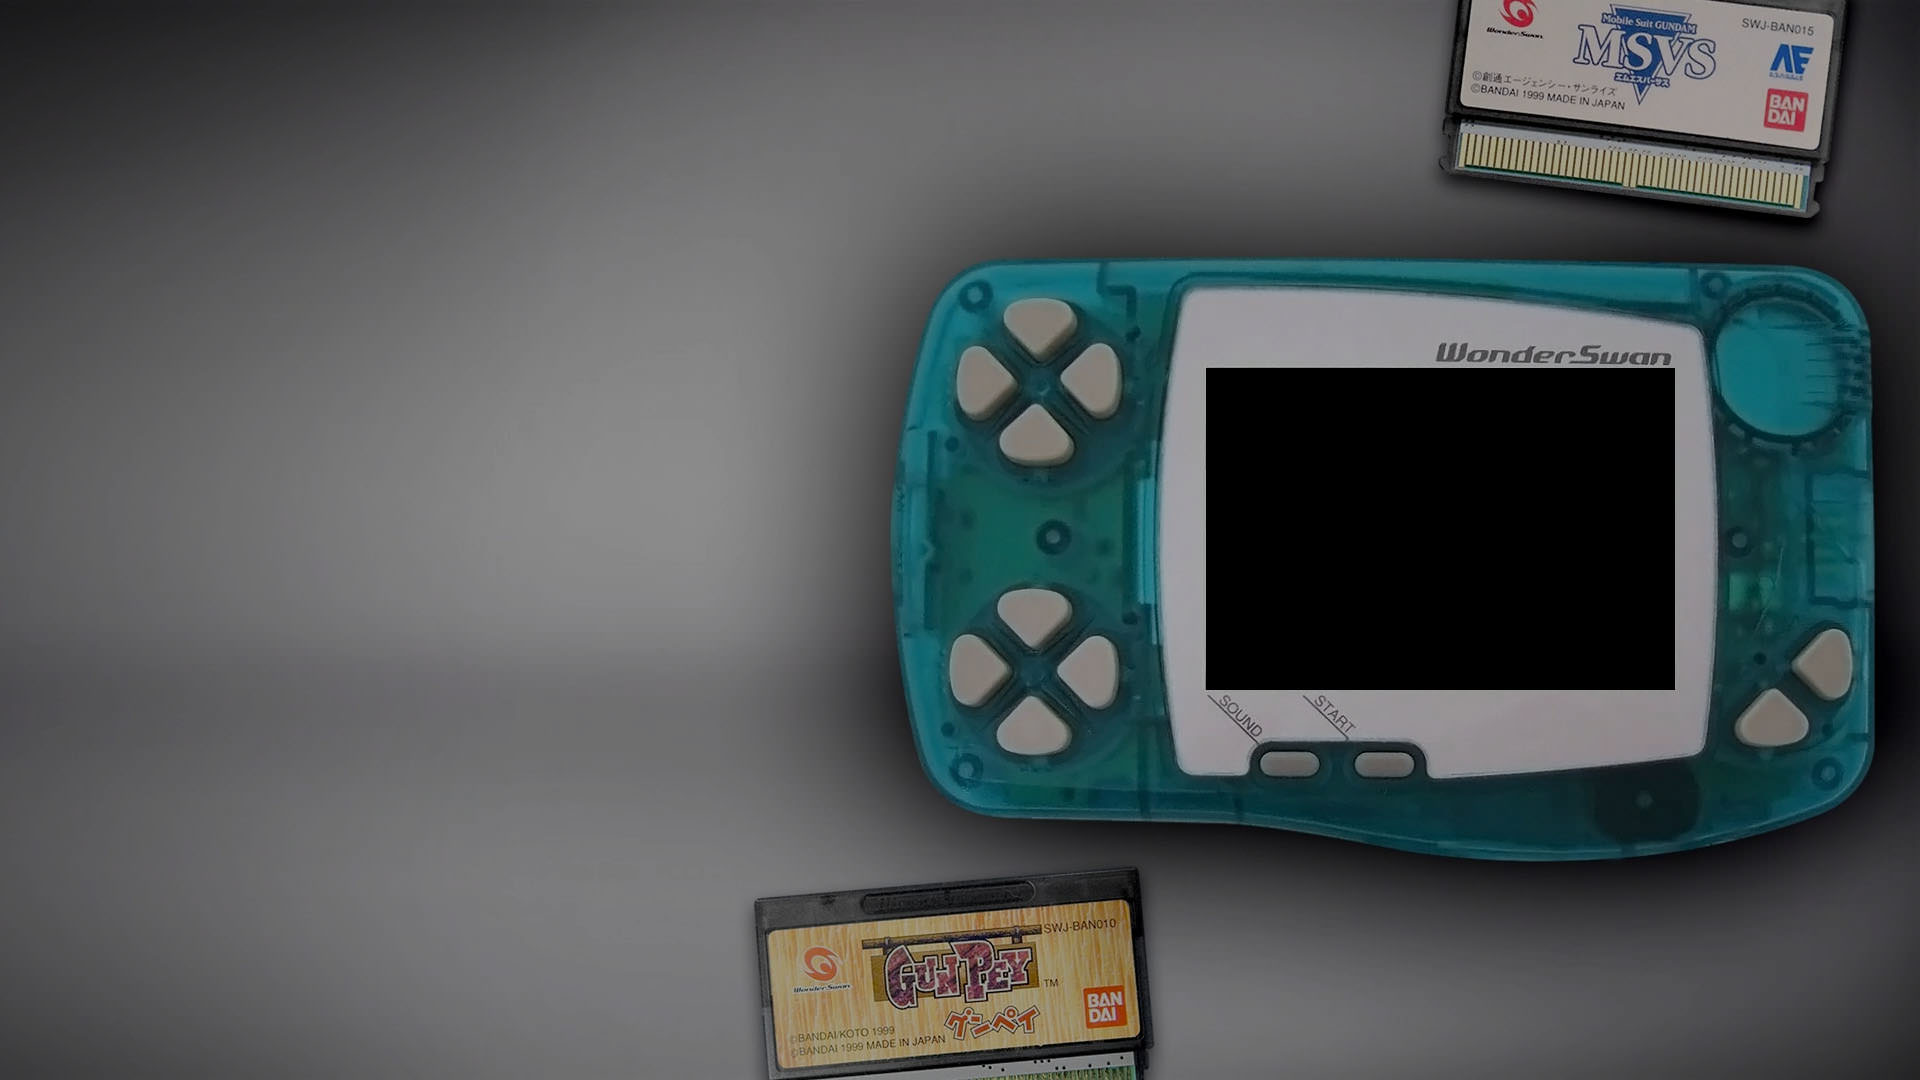 WonderSwan
Mobile Suit GUNDAM
MSVS
エムエスバーサス
SWJ-BAN015
AE
©創通エージェンシー・サンライズ
©BANDAI 1999 MADE IN JAPAN
BAN
DAI
WonderSwan
SOUND
START
SWJ-BAN010
GUNPEY
TM
グンペイ
WonderSwan
©BANDAI/KOTO 1999
©BANDAI 1999 MADE IN JAPAN
BAN
DAI